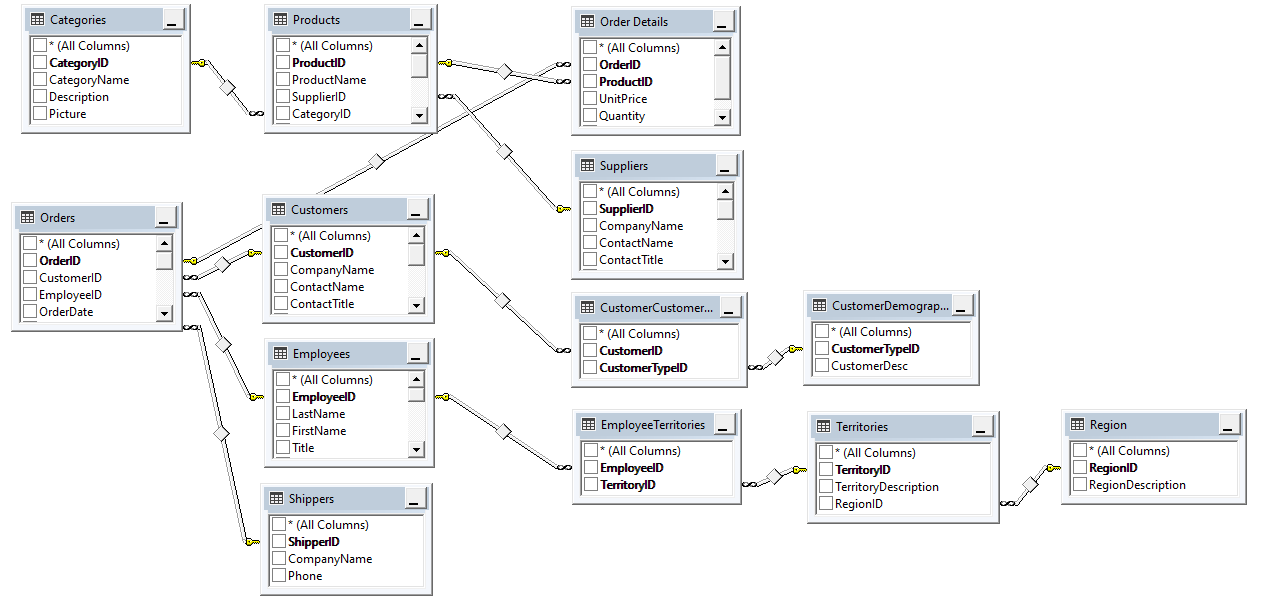 Categories
* (All Columns)
CategoryID
CategoryName
Description
Picture
Products
* (All Columns)
ProductID
ProductName
SupplierID
CategoryID
Order Details
* (All Columns)
OrderID
ProductID
UnitPrice
Quantity
Suppliers
* (All Columns)
SupplierID
CompanyName
ContactName
ContactTitle
Orders
* (All Columns)
OrderID
CustomerID
EmployeeID
OrderDate
Customers
* (All Columns)
CustomerID
CompanyName
ContactName
ContactTitle
CustomerCustomer...
* (All Columns)
CustomerID
CustomerTypeID
CustomerDemograp...
* (All Columns)
CustomerTypeID
CustomerDesc
Employees
* (All Columns)
EmployeeID
LastName
FirstName
Title
EmployeeTerritories
* (All Columns)
EmployeeID
TerritoryID
Territories
* (All Columns)
TerritoryID
TerritoryDescription
RegionID
Region
* (All Columns)
RegionID
RegionDescription
Shippers
* (All Columns)
ShipperID
CompanyName
Phone